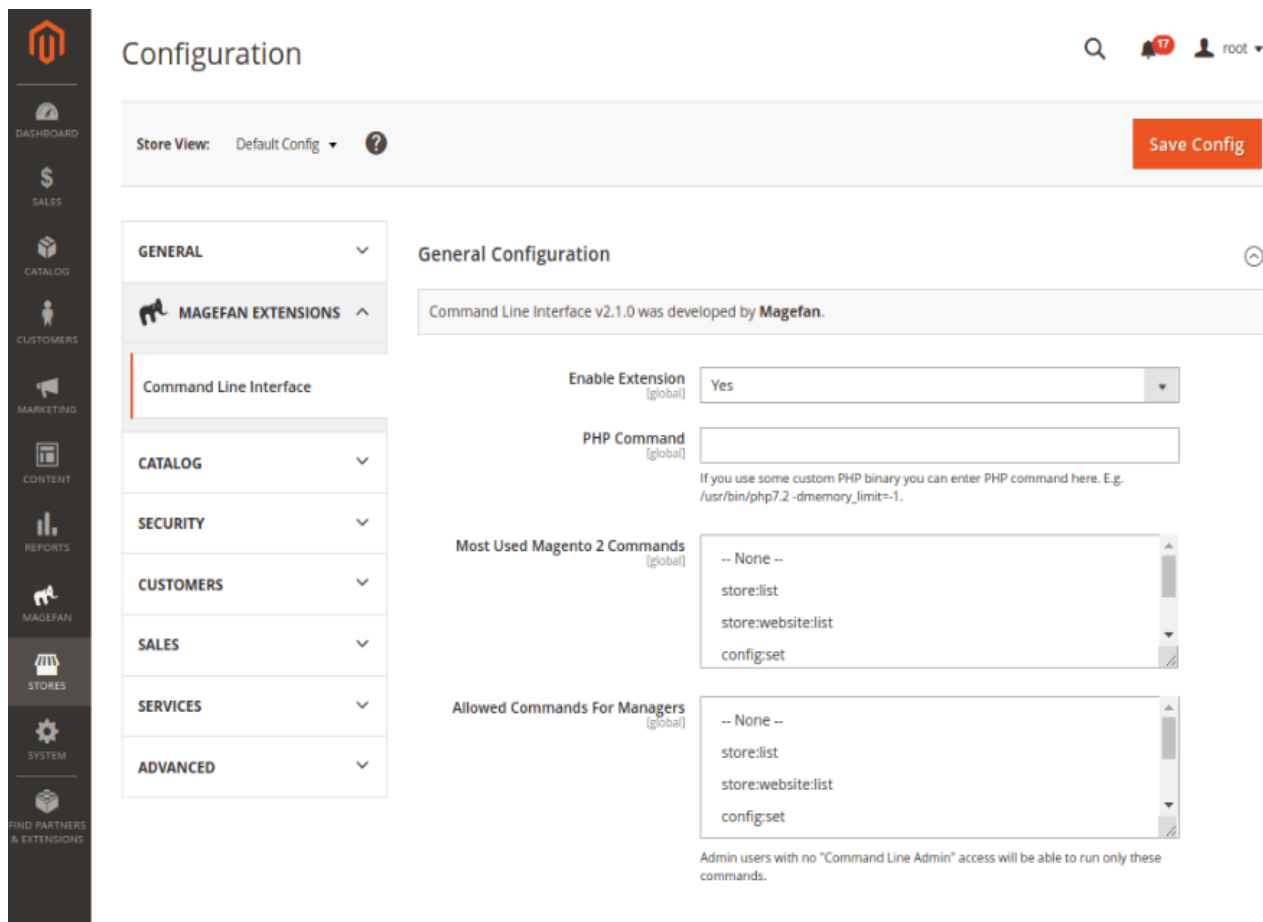 Configuration
17
root
DASHBOARD
SALES
CATALOG
CUSTOMERS
MARKETING
CONTENT
REPORTS
MAGEFAN
STORES
SYSTEM
FIND PARTNERS
& EXTENSIONS
Store View: Default Config ?
Save Config
GENERAL
MAGEFAN EXTENSIONS
Command Line Interface
CATALOG
SECURITY
CUSTOMERS
SALES
SERVICES
ADVANCED
General Configuration
Command Line Interface v2.1.0 was developed by Magefan.
Enable Extension
[global]
Yes
PHP Command
[global]
If you use some custom PHP binary you can enter PHP command here. E.g.
/usr/bin/php7.2 -dmemory_limit=-1.
Most Used Magento 2 Commands
[global]
-- None --
store:list
store:website:list
config:set
Allowed Commands For Managers
[global]
-- None --
store:list
store:website:list
config:set
Admin users with no "Command Line Admin" access will be able to run only these
commands.